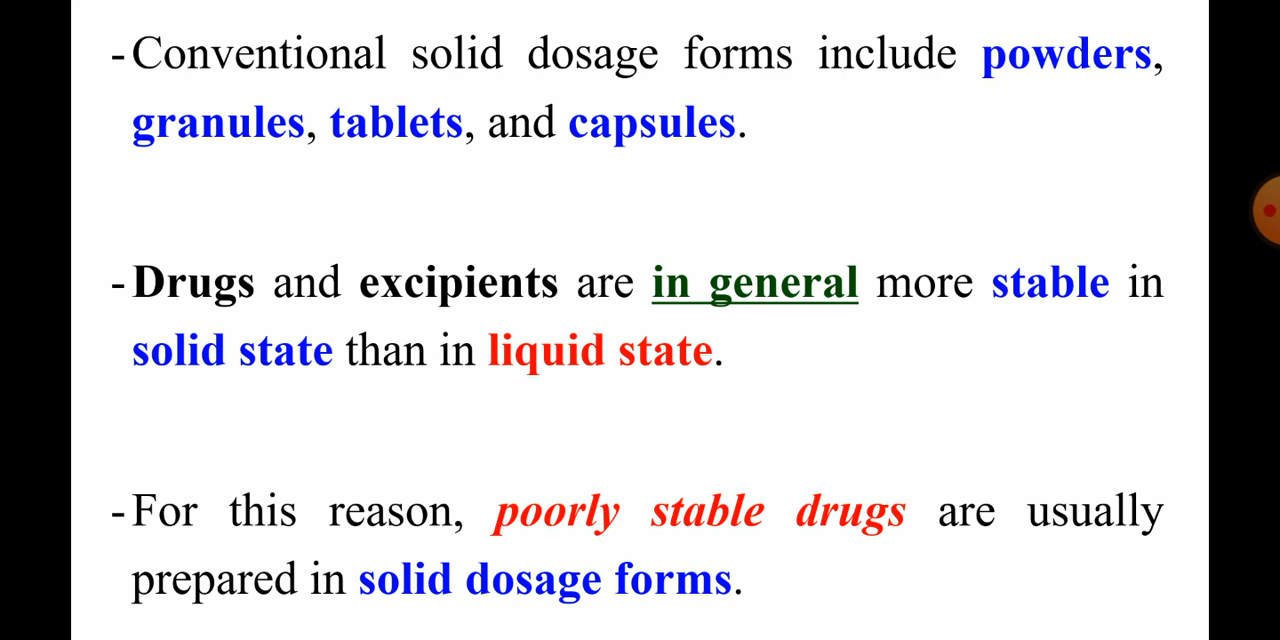 -Conventional solid dosage forms include powders,
granules, tablets, and capsules.
-Drugs and excipients are in general more stable in
solid state than in liquid state.
-For this reason, poorly stable drugs are usually
prepared in solid dosage forms.